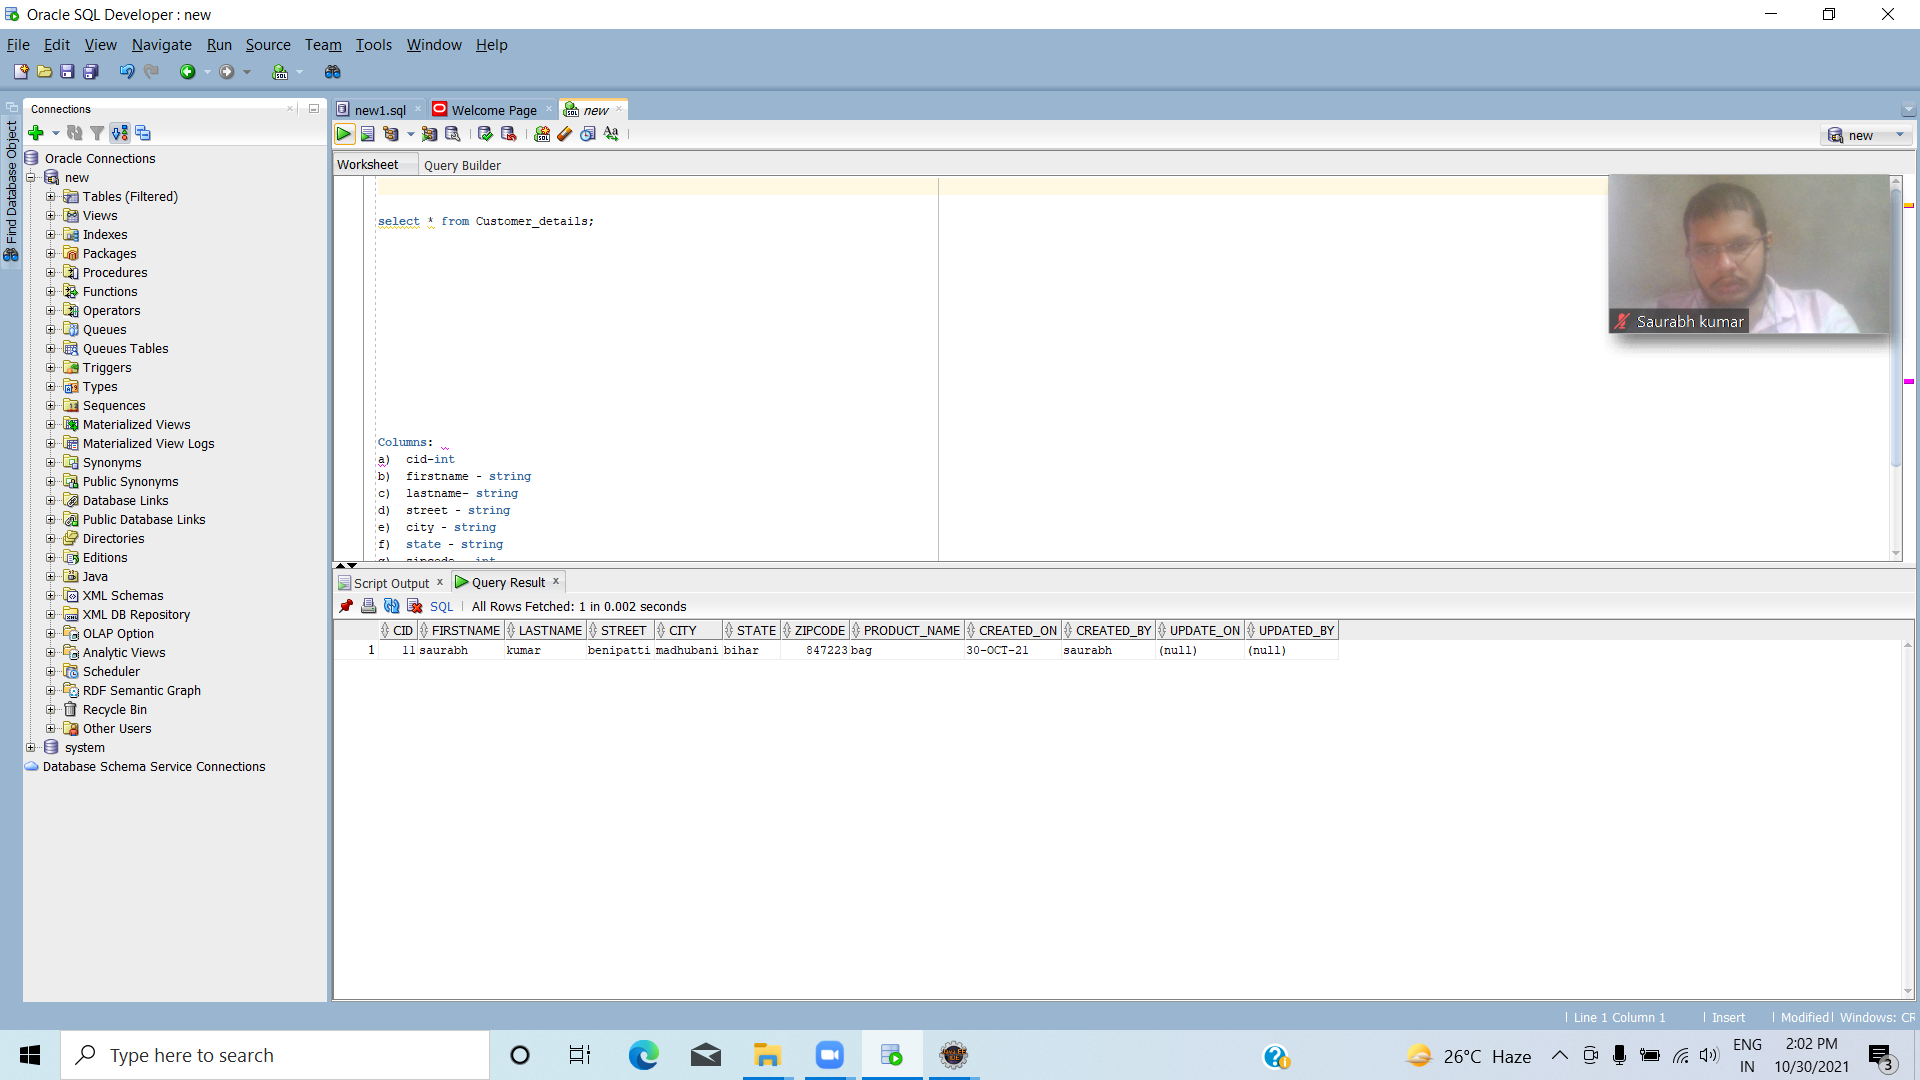 Oracle SQL Developer : new
File Edit View Navigate Run Source Team Tools Window Help
Find Database Object
Connections
Oracle Connections
new
Tables (Filtered)
Views
Indexes
Packages
Procedures
Functions
Operators
Queues
Queues Tables
Triggers
Types
Sequences
Materialized Views
Materialized View Logs
Synonyms
Public Synonyms
Database Links
Public Database Links
Directories
Editions
Java
XML Schemas
XML DB Repository
OLAP Option
Analytic Views
Scheduler
RDF Semantic Graph
Recycle Bin
Other Users
system
Database Schema Service Connections
new1.sql Welcome Page new
new
Worksheet Query Builder
select * from Customer_details;
Saurabh kumar
Columns:
a) cid-int
b) firstname - string
c) lastname- string
d) street - string
e) city - string
f) state - string
Script Output Query Result
SQL All Rows Fetched: 1 in 0.002 seconds
CID FIRSTNAME LASTNAME STREET CITY STATE ZIPCODE PRODUCT_NAME CREATED_ON CREATED_BY UPDATE_ON UPDATED_BY
1 11 saurabh kumar benipatti madhubani bihar 847223 bag 30-OCT-21 saurabh (null) (null)
Line 1 Column 1 Insert Modified Windows: CR
Type here to search
26°C Haze
ENG
IN
2:02 PM
10/30/2021
3